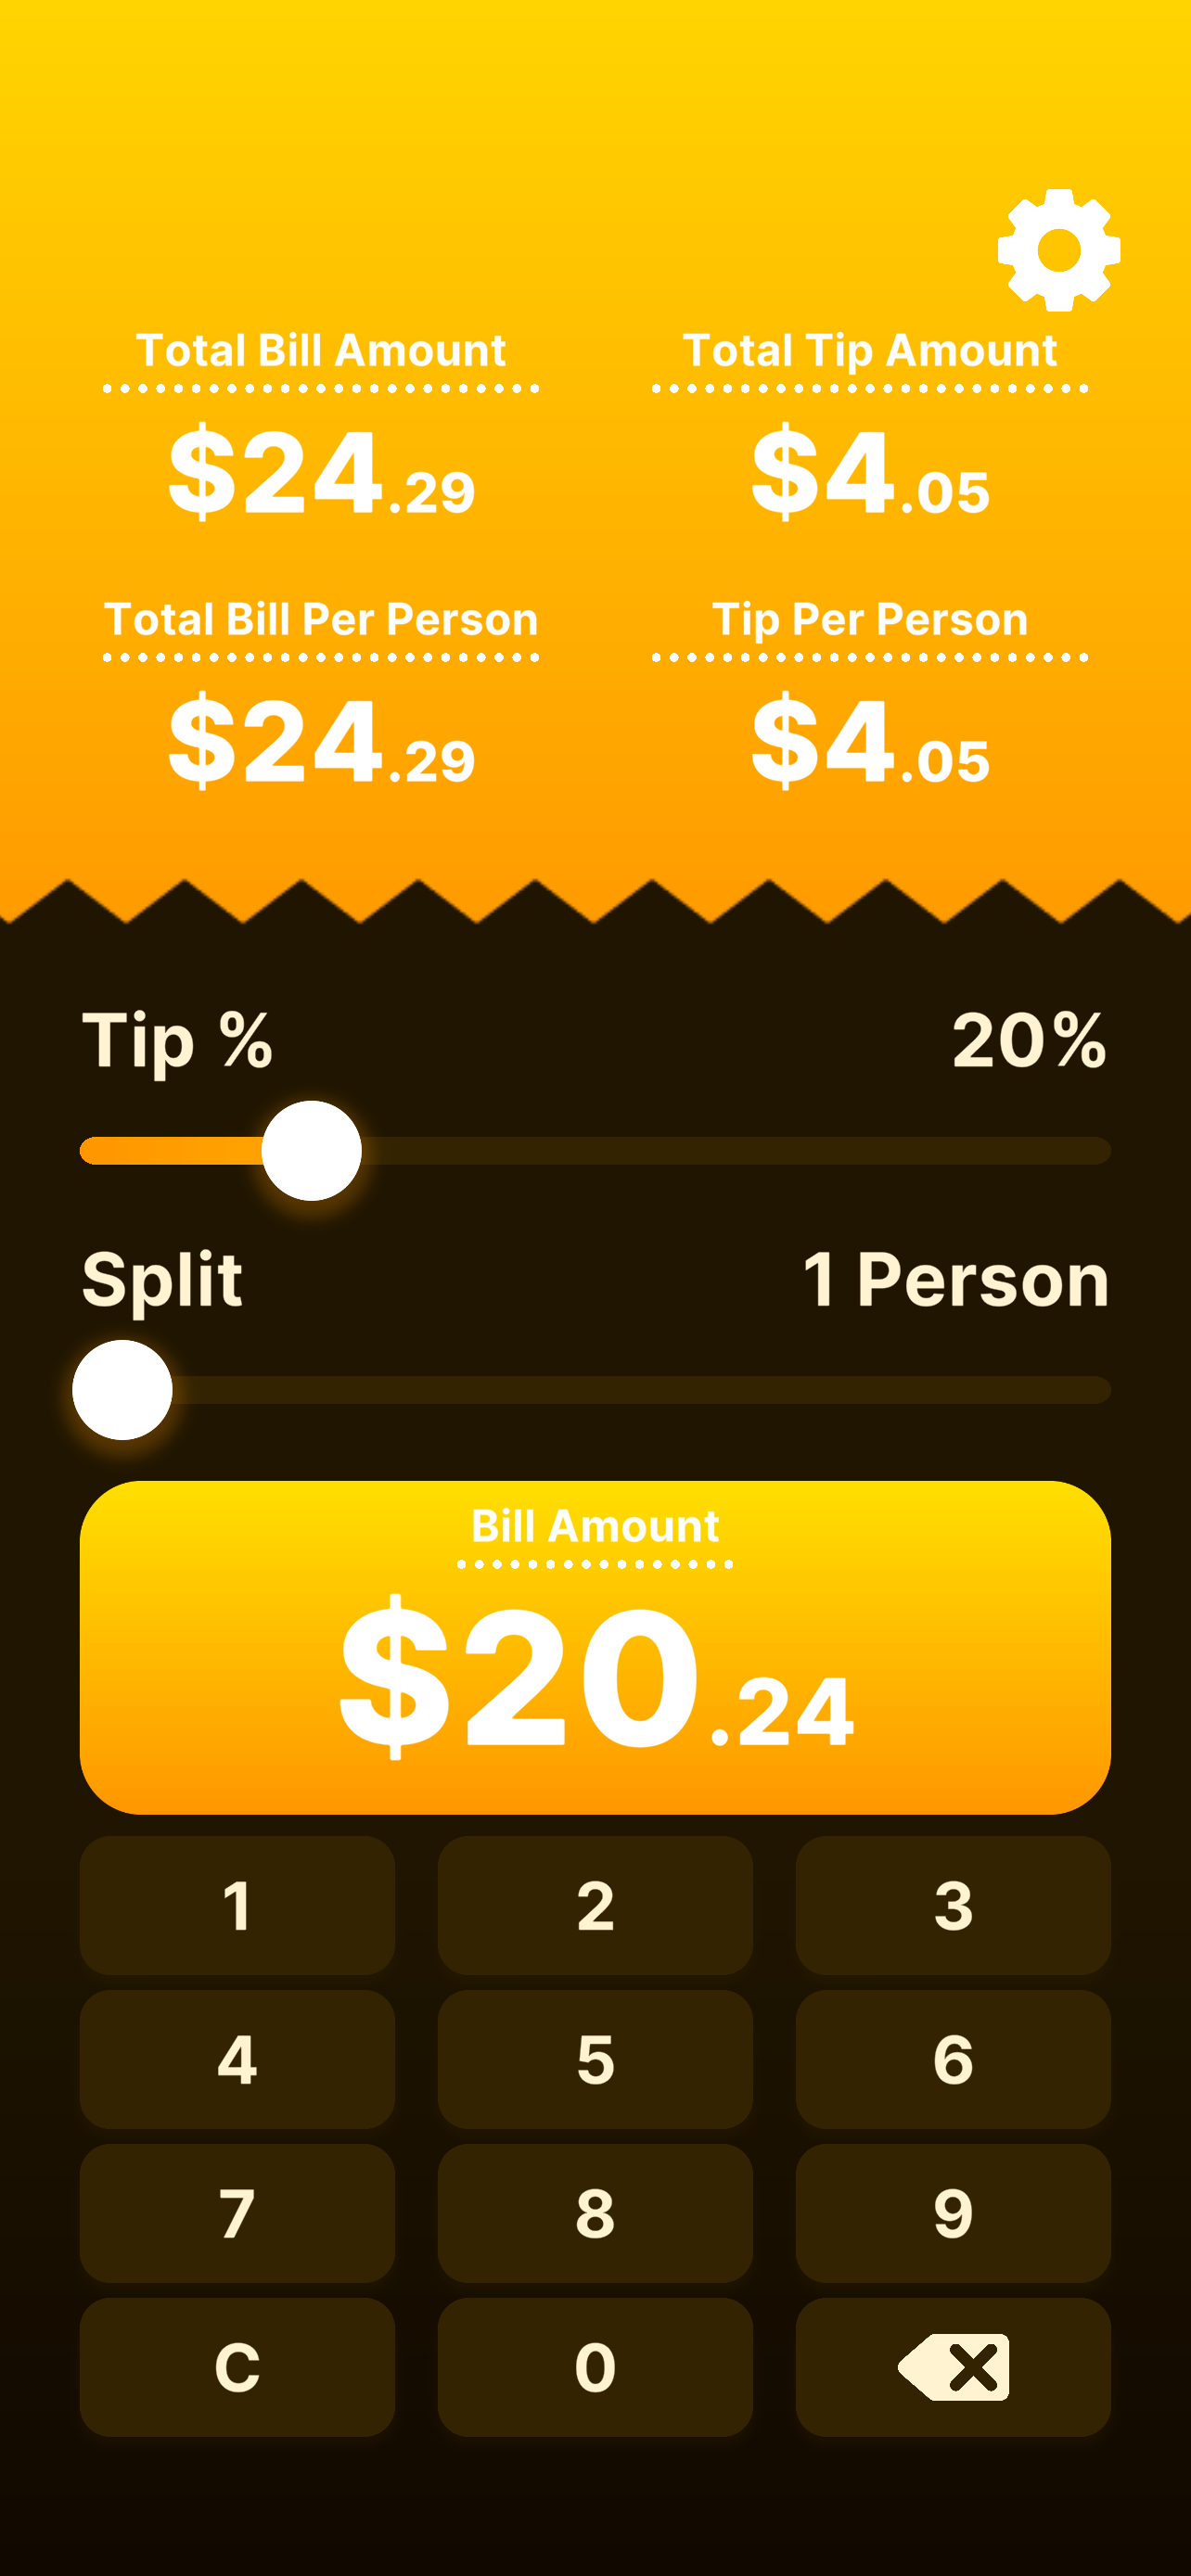 Total Bill Amount Total Tip Amount
$24.29 $4.05
Total Bill Per Person Tip Per Person
$24.29 $4.05
Tip % 20%
Split 1 Person
Bill Amount
$20.24
1 2 3
4 5 6
7 8 9
C 0